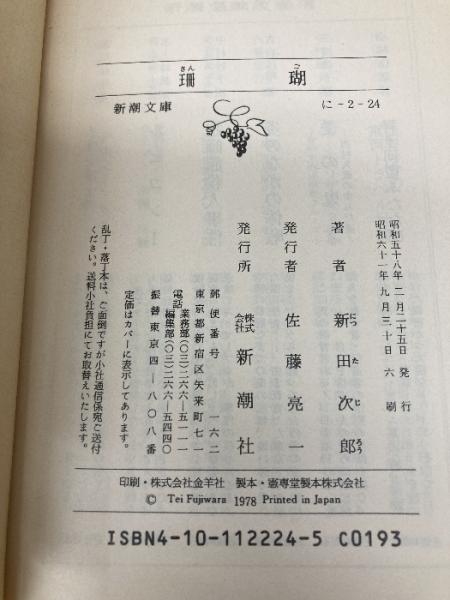 さん ご
珊 瑚
新潮文庫 に-2-24
昭和五十八年 二月二十五日 発行
昭和六十一年 九月三十日 六刷
著者 新田次郎
にったじろう
発行者 佐藤亮一
発行所 株式会社 新潮社
郵便番号 一六二
東京都新宿区矢来町七一
電話 業務部(〇三)二六六—五一一一
編集部(〇三)二六六—五四四〇
振替東京四—八〇八番
定価はカバーに表示してあります。
乱丁・落丁本は、ご面倒ですが小社通信係宛ご送付
ください。送料小社負担にてお取替えいたします。
印刷・株式会社金羊社 製本・憲専堂製本株式会社
© Tei Fujiwara 1978 Printed in Japan
ISBN4-10-112224-5 C0193